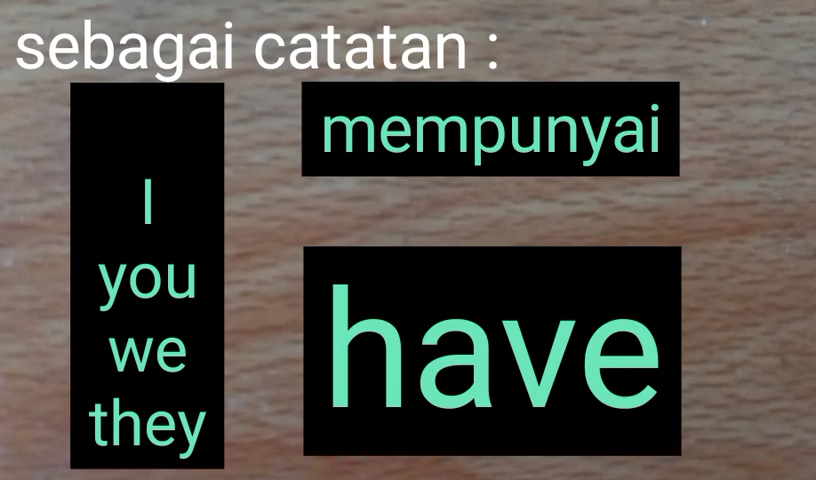 sebagai catatan :
mempunyai
I
you
we
they
have